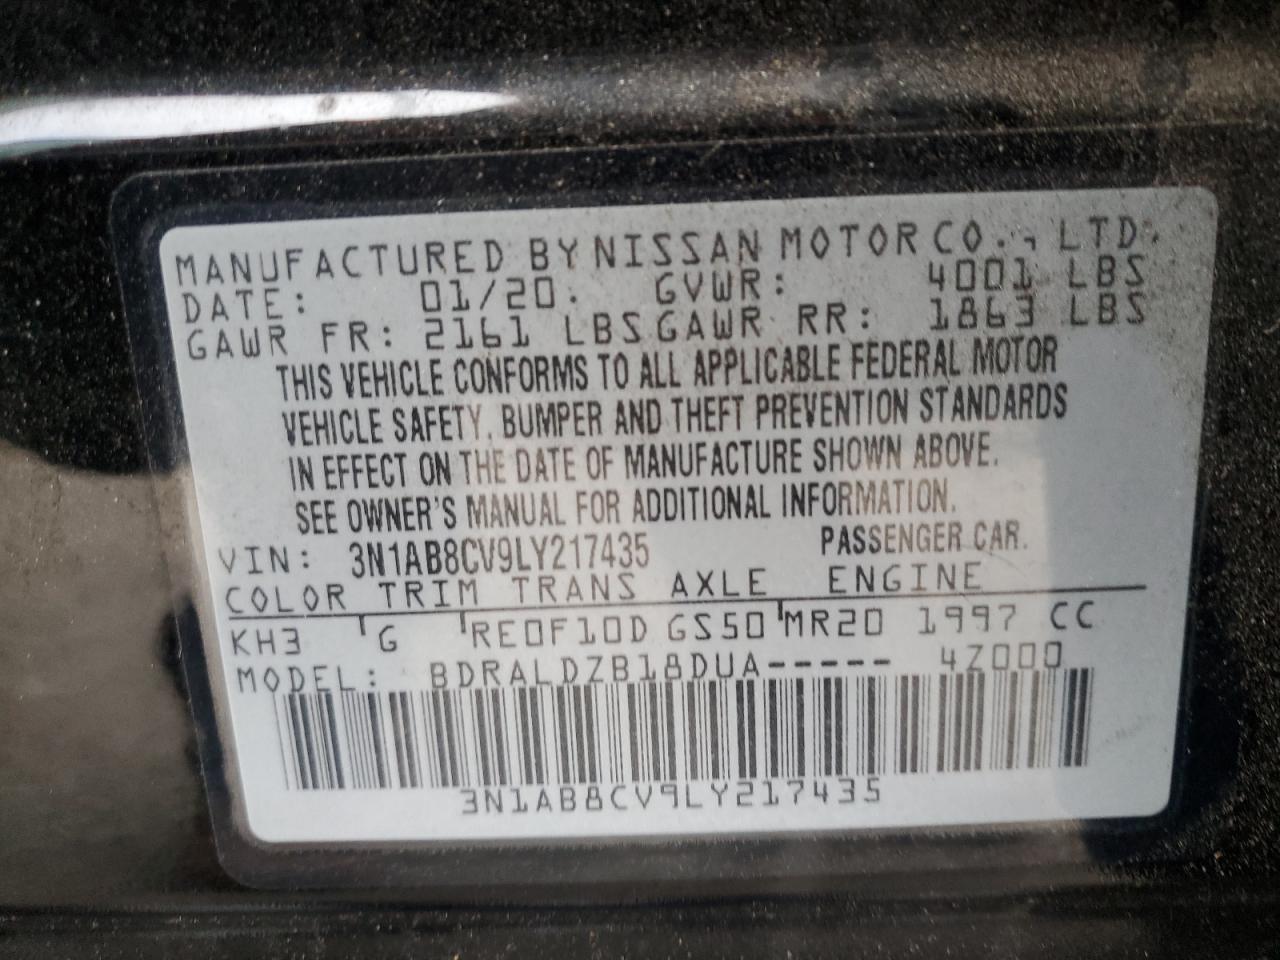 MANUFACTURED BY NISSAN MOTOR CO., LTD.
DATE: 01/20. GVWR: 4001 LBS
GAWR FR: 2161 LBS GAWR RR: 1863 LBS
THIS VEHICLE CONFORMS TO ALL APPLICABLE FEDERAL MOTOR
VEHICLE SAFETY, BUMPER AND THEFT PREVENTION STANDARDS
IN EFFECT ON THE DATE OF MANUFACTURE SHOWN ABOVE.
SEE OWNER'S MANUAL FOR ADDITIONAL INFORMATION.
VIN: 3N1AB8CV9LY217435 PASSENGER CAR.
COLOR TRIM TRANS AXLE ENGINE
KH3 G RE0F10D GS50 MR20 1997 CC
MODEL: BDRALDZB18DUA----- 4Z000
3N1AB8CV9LY217435